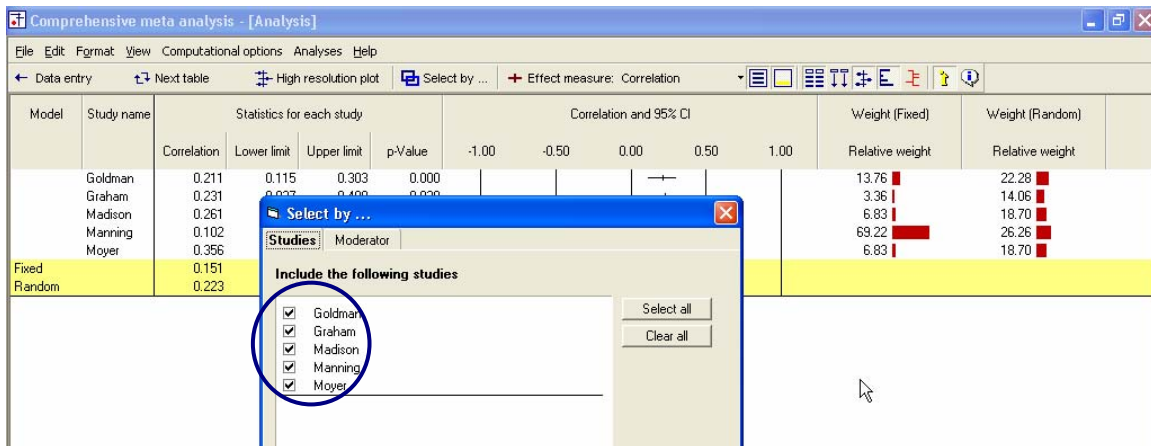 Comprehensive meta analysis - [Analysis]
File Edit Format View Computational options Analyses Help
← Data entry Next table High resolution plot Select by ... + Effect measure: Correlation
Model Study name Statistics for each study Correlation and 95% CI Weight (Fixed) Weight (Random)
Correlation Lower limit Upper limit p-Value -1.00 -0.50 0.00 0.50 1.00 Relative weight Relative weight
Goldman 0.211 0.115 0.303 0.000 13.76 22.28
Graham 0.231 3.36 14.06
Madison 0.261 6.83 18.70
Manning 0.102 69.22 26.26
Moyer 0.356 6.83 18.70
Fixed 0.151
Random 0.223
Select by ...
Studies Moderator
Include the following studies
Goldman
Graham
Madison
Manning
Moyer
Select all
Clear all